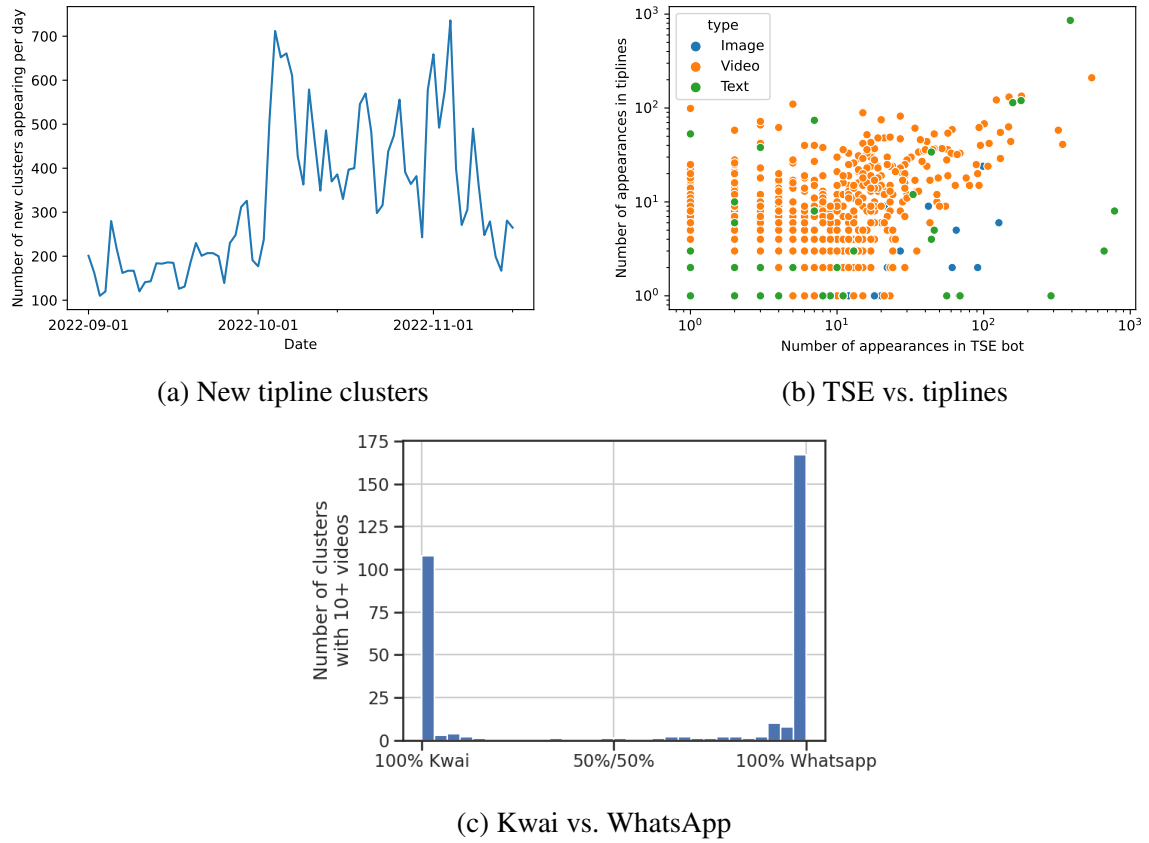 Number of new clusters appearing per day
700
600
500
400
300
200
100
2022-09-01
2022-10-01
2022-11-01
Date
(a) New tipline clusters
Number of appearances in tiplines
10³
10²
10¹
10⁰
type
Image
Video
Text
10⁰
10¹
10²
10³
Number of appearances in TSE bot
(b) TSE vs. tiplines
Number of clusters
with 10+ videos
175
150
125
100
75
50
25
0
100% Kwai
50%/50%
100% Whatsapp
(c) Kwai vs. WhatsApp